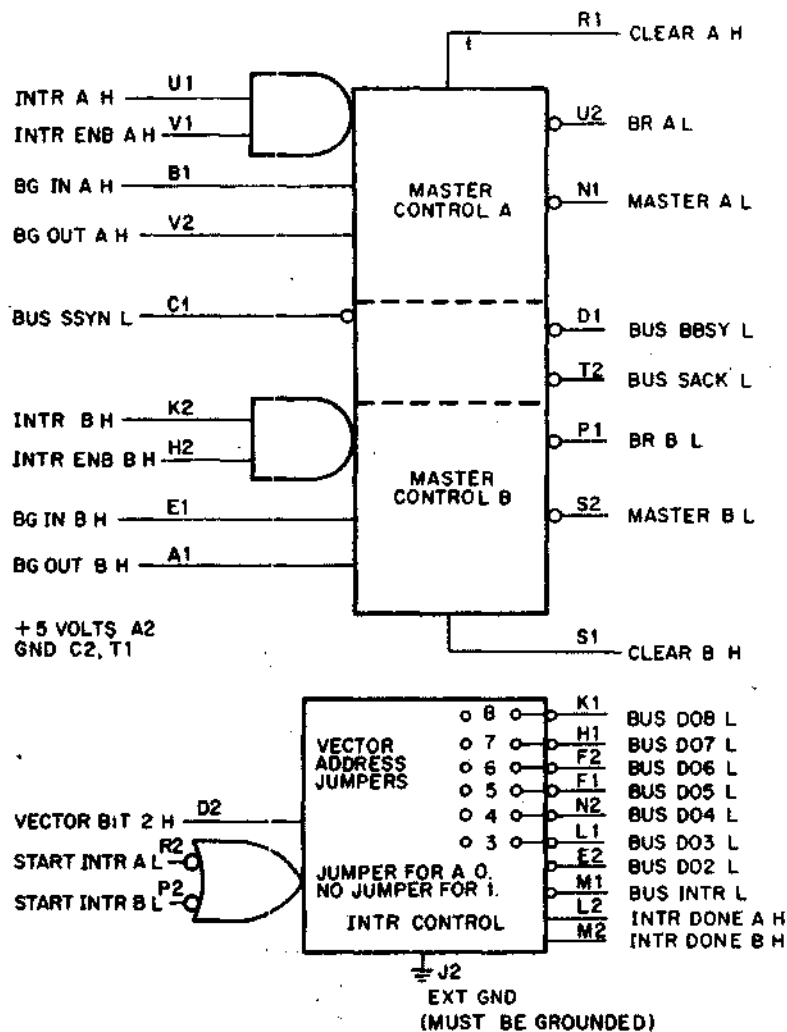 R1 CLEAR A H
INTR A H U1
INTR ENB A H V1
BG IN A H B1
BG OUT A H V2
MASTER
CONTROL A
U2 BR A L
N1 MASTER A L
BUS SSYN L C1
D1 BUS BBSY L
T2 BUS SACK L
INTR B H K2
INTR ENB B H H2
BG IN B H E1
BG OUT B H A1
MASTER
CONTROL B
P1 BR B L
S2 MASTER B L
+5 VOLTS A2
GND C2, T1
S1 CLEAR B H
VECTOR
ADDRESS
JUMPERS
8 K1 BUS D08 L
7 H1 BUS D07 L
6 F2 BUS D06 L
5 F1 BUS D05 L
4 N2 BUS D04 L
3 L1 BUS D03 L
E2 BUS D02 L
M1 BUS INTR L
L2 INTR DONE A H
M2 INTR DONE B H
VECTOR BIT 2 H D2
START INTR A L R2
START INTR B L P2
JUMPER FOR A 0.
NO JUMPER FOR 1.
INTR CONTROL
J2
EXT GND
(MUST BE GROUNDED)